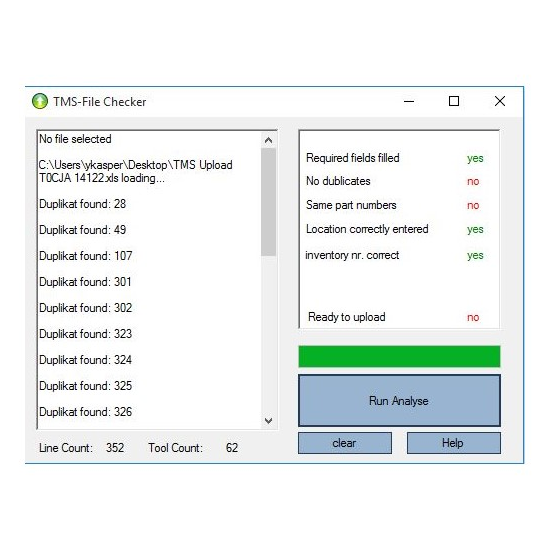 TMS-File Checker
No file selected
C:\Users\ykasper\Desktop\TMS Upload
T0CJA 14122.xls loading...
Duplikat found: 28
Duplikat found: 49
Duplikat found: 107
Duplikat found: 301
Duplikat found: 302
Duplikat found: 323
Duplikat found: 324
Duplikat found: 325
Duplikat found: 326
Line Count: 352 Tool Count: 62
Required fields filled yes
No dublicates no
Same part numbers no
Location correctly entered yes
inventory nr. correct yes
Ready to upload no
Run Analyse
clear Help